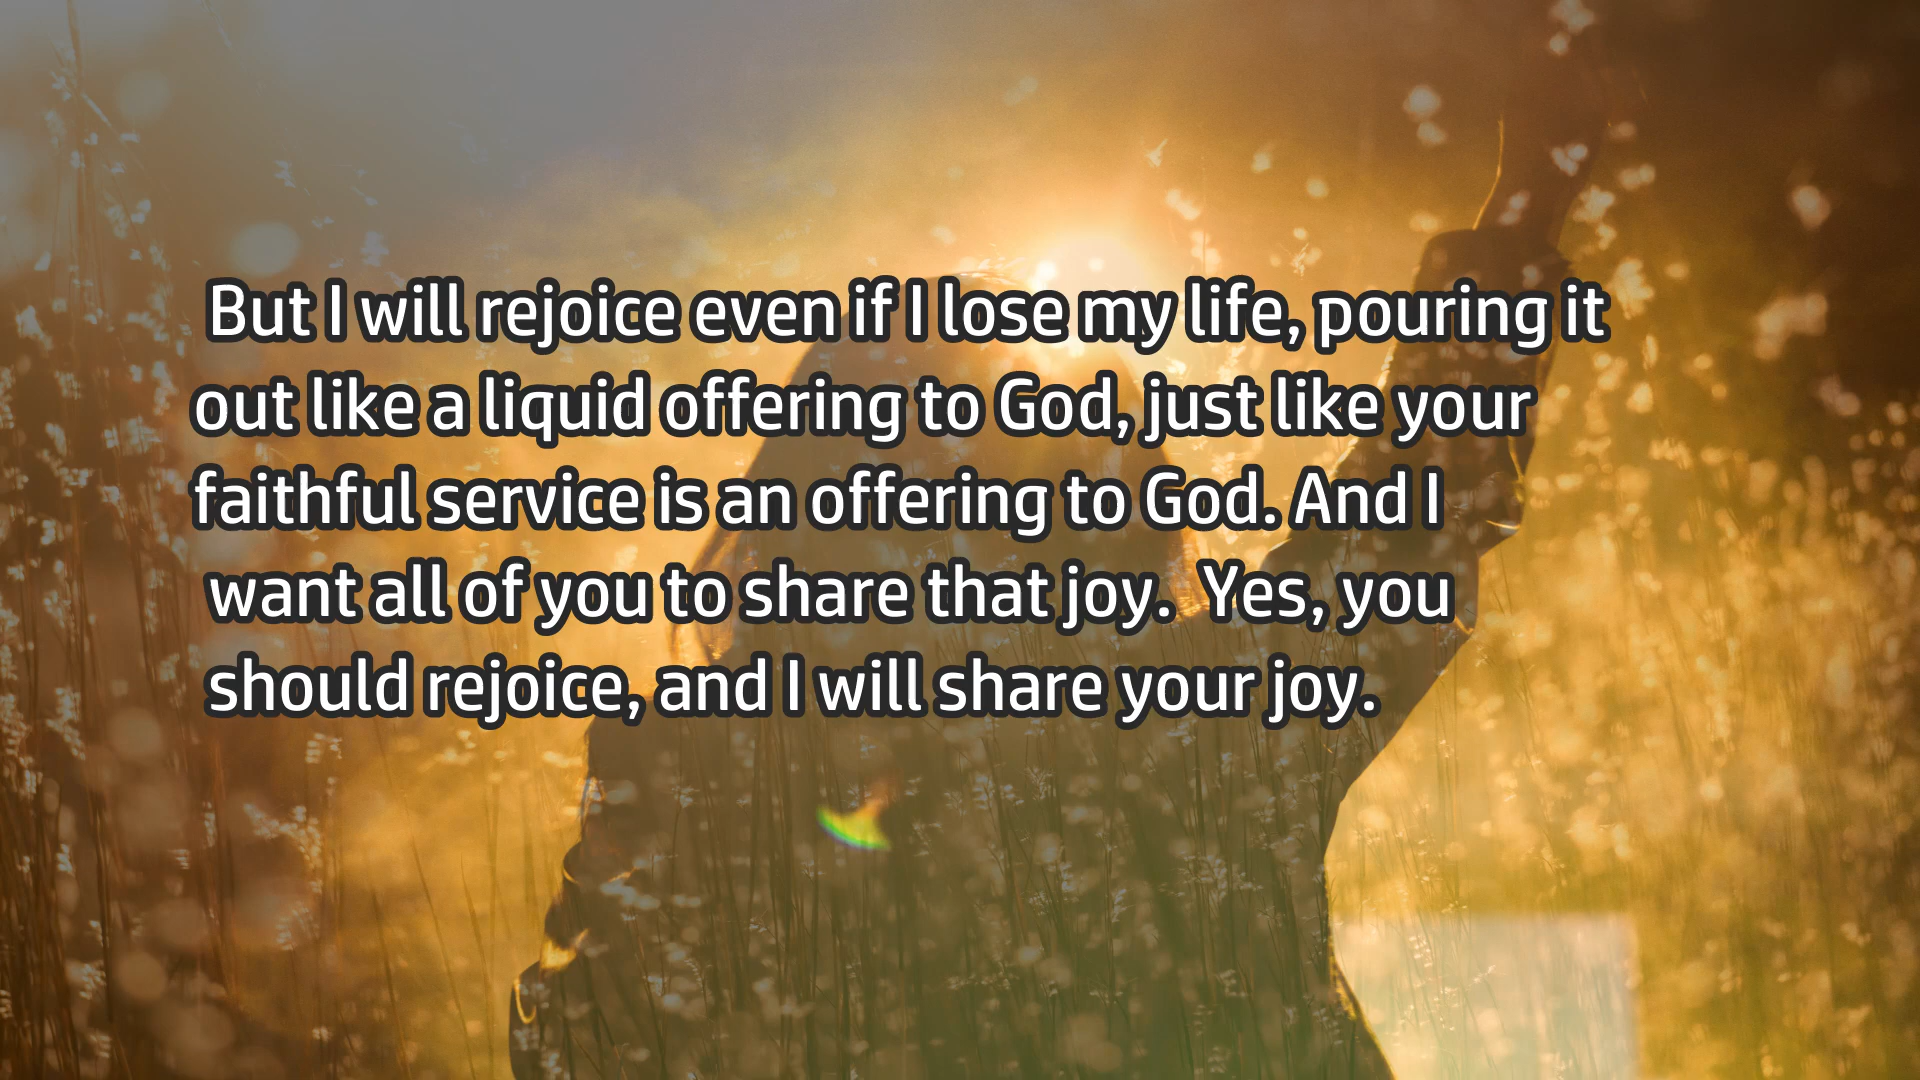 But I will rejoice even if I lose my life, pouring it
out like a liquid offering to God, just like your
faithful service is an offering to God. And I
want all of you to share that joy. Yes, you
should rejoice, and I will share your joy.